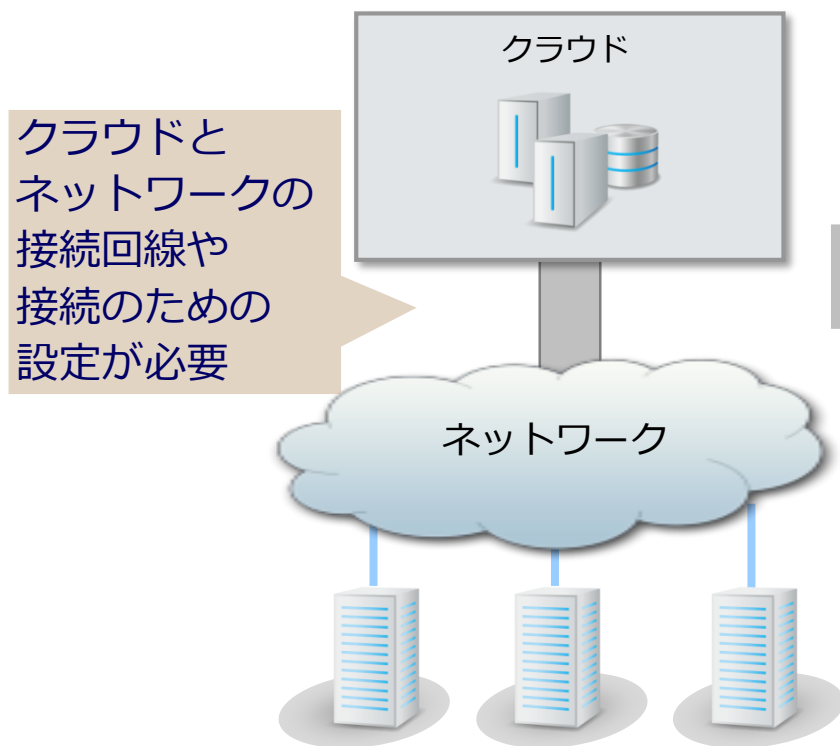 クラウド
クラウドと
ネットワークの
接続回線や
接続のための
設定が必要
ネットワーク